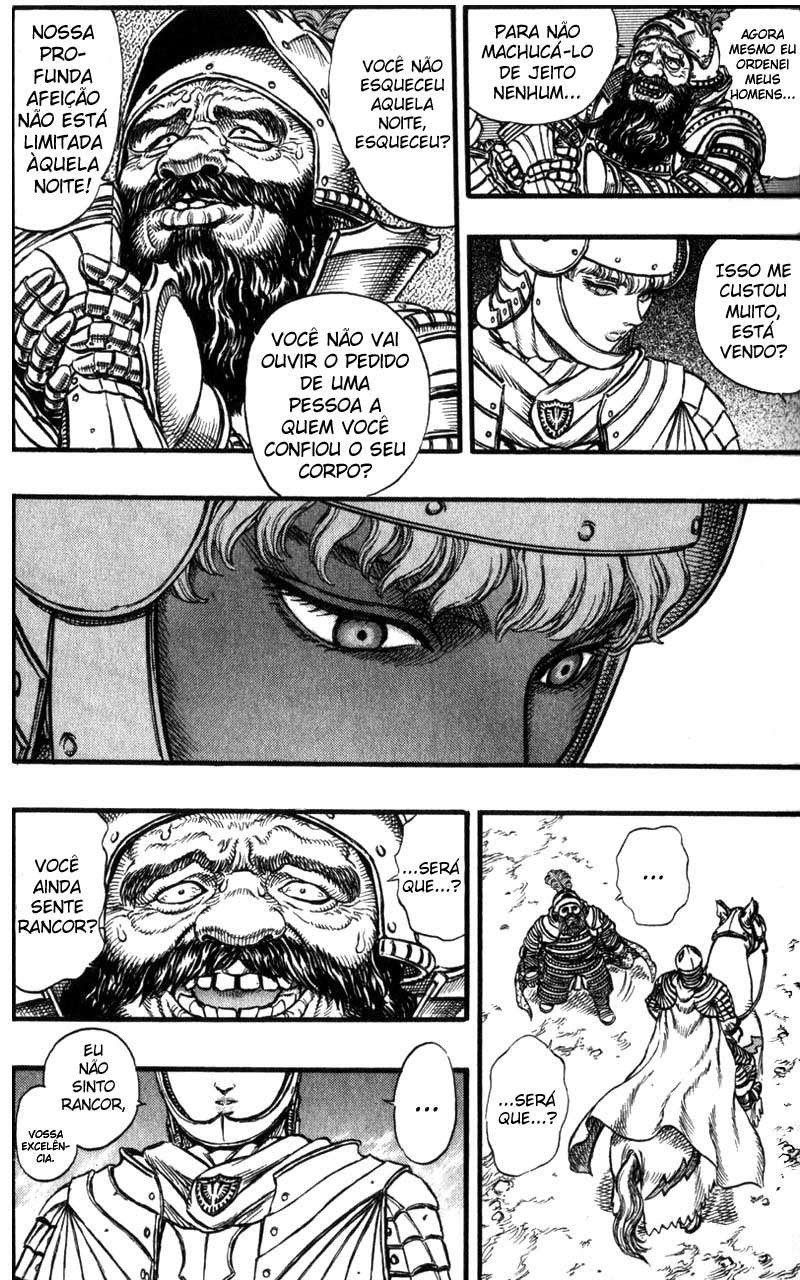 AGORA
MESMO EU
ORDENEI
MEUS
HOMENS...
PARA NÃO
MACHUCÁ-LO
DE JEITO
NENHUM...
ISSO ME
CUSTOU
MUITO,
ESTÁ
VENDO?
VOCÊ NÃO
ESQUECEU
AQUELA
NOITE,
ESQUECEU?
NOSSA
PRO-
FUNDA
AFEIÇÃO
NÃO ESTÁ
LIMITADA
ÀQUELA
NOITE!
VOCÊ NÃO VAI
OUVIR O PEDIDO
DE UMA
PESSOA A
QUEM VOCÊ
CONFIOU O SEU
CORPO?
...
...SERÁ
QUE...?
...SERÁ
QUE...?
VOCÊ
AINDA
SENTE
RANCOR?
...
EU
NÃO
SINTO
RANCOR,
VOSSA
EXCELÊN-
CIA.